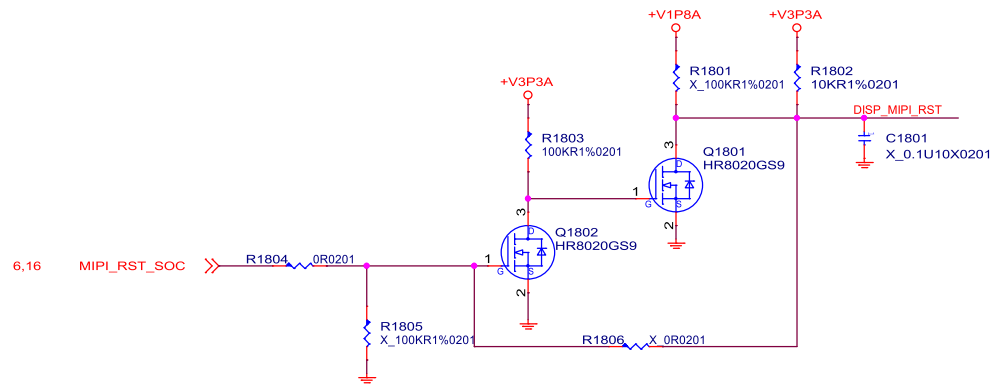 +V1P8A
+V3P3A
R1801
X_100KR1%0201
R1802
10KR1%0201
+V3P3A
DISP_MIPI_RST
R1803
100KR1%0201
C1801
X_0.1U10X0201
3
Q1801
HR8020GS9
D
1
G
S
2
3
Q1802
HR8020GS9
D
6,16
MIPI_RST_SOC
R1804
0R0201
1
G
S
2
R1805
X_100KR1%0201
R1806
X_0R0201